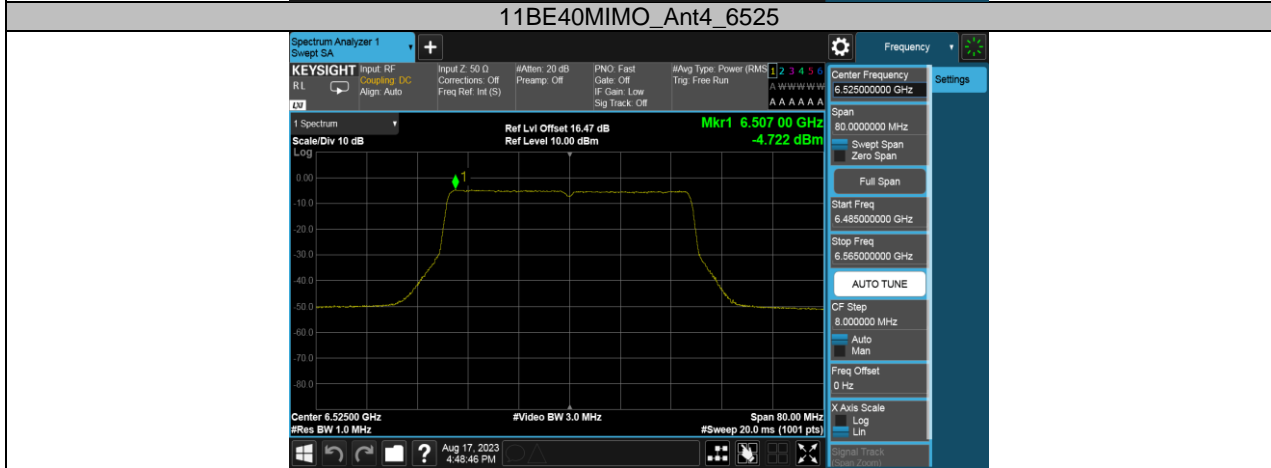 11BE40MIMO_Ant4_6525
Spectrum Analyzer 1
Swept SA
Frequency
KEYSIGHT
RL
LXI
Input: RF
Coupling: DC
Align: Auto
Input Z: 50 Ω
Corrections: Off
Freq Ref: Int (S)
#Atten: 20 dB
Preamp: Off
PNO: Fast
Gate: Off
IF Gain: Low
Sig Track: Off
#Avg Type: Power (RMS
Trig: Free Run
1 2 3 4 5 6
A W W W W W
A A A A A A
Center Frequency
6.525000000 GHz
Settings
Span
80.0000000 MHz
Swept Span
Zero Span
Full Span
Start Freq
6.485000000 GHz
Stop Freq
6.565000000 GHz
AUTO TUNE
CF Step
8.000000 MHz
Auto
Man
Freq Offset
0 Hz
X Axis Scale
Log
Lin
Signal Track
(Span Zoom)
1 Spectrum
Scale/Div 10 dB
Log
Ref Lvl Offset 16.47 dB
Ref Level 10.00 dBm
Mkr1 6.507 00 GHz
-4.722 dBm
1
0.00
-10.0
-20.0
-30.0
-40.0
-50.0
-60.0
-70.0
-80.0
Center 6.52500 GHz
#Res BW 1.0 MHz
#Video BW 3.0 MHz
Span 80.00 MHz
#Sweep 20.0 ms (1001 pts)
?
Aug 17, 2023
4:48:46 PM